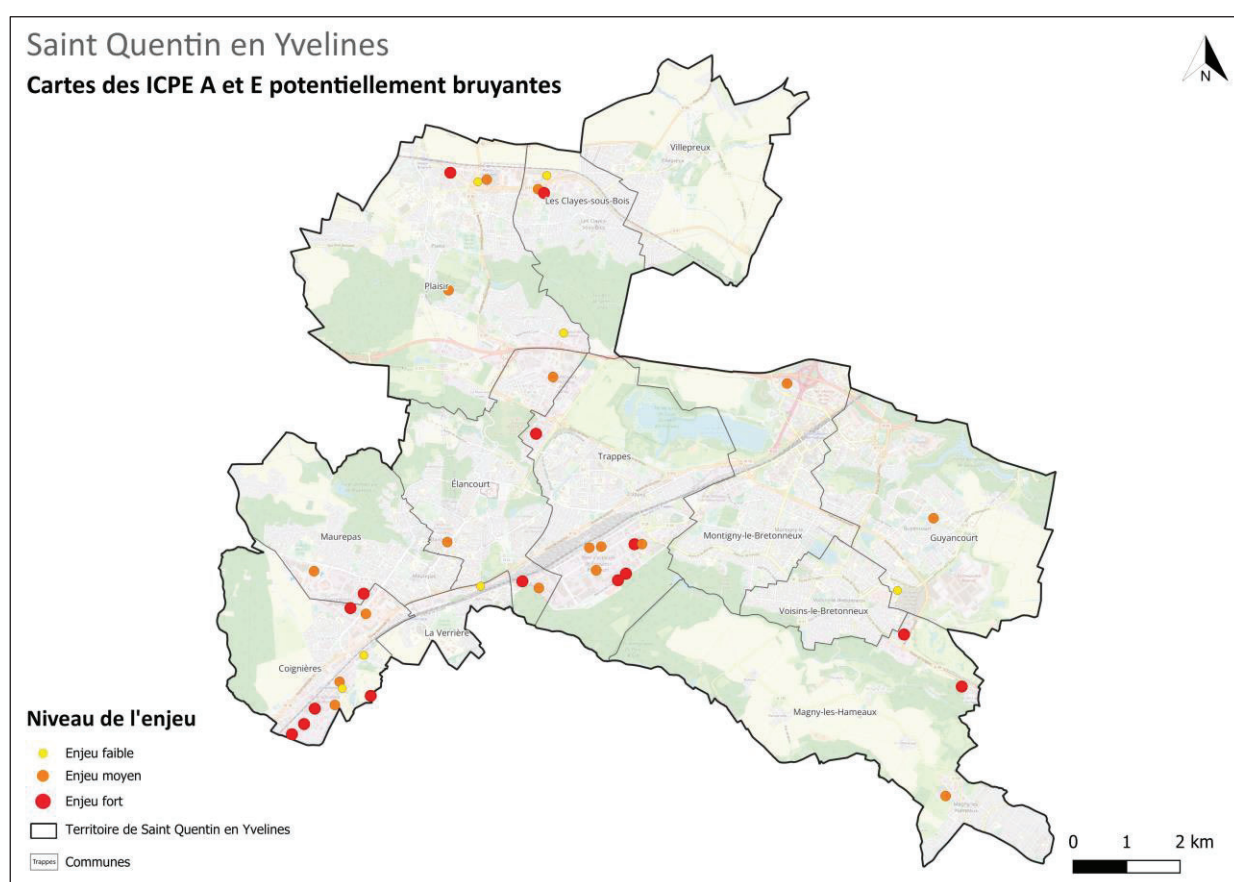 Saint Quentin en Yvelines
Cartes des ICPE A et E potentiellement bruyantes
N
Villepreux
Les Clayes-sous-Bois
Plaisir
Trappes
Élancourt
Maurepas
Montigny-le-Bretonneux
Guyancourt
Voisins-le-Bretonneux
La Verrière
Coignières
Magny-les-Hameaux
Niveau de l'enjeu
Enjeu faible
Enjeu moyen
Enjeu fort
Territoire de Saint Quentin en Yvelines
Trappes Communes
0 1 2 km